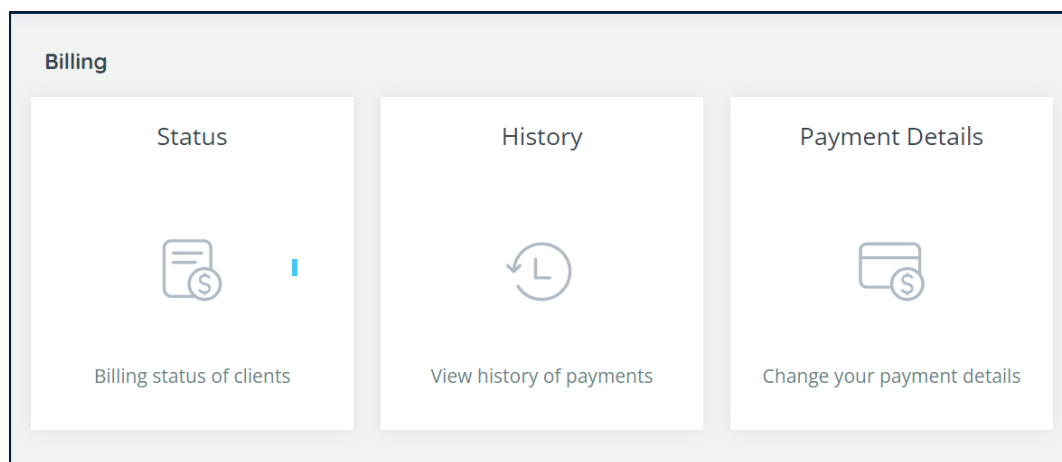 Billing
Status
History
Payment Details
$
$
Billing status of clients
View history of payments
Change your payment details